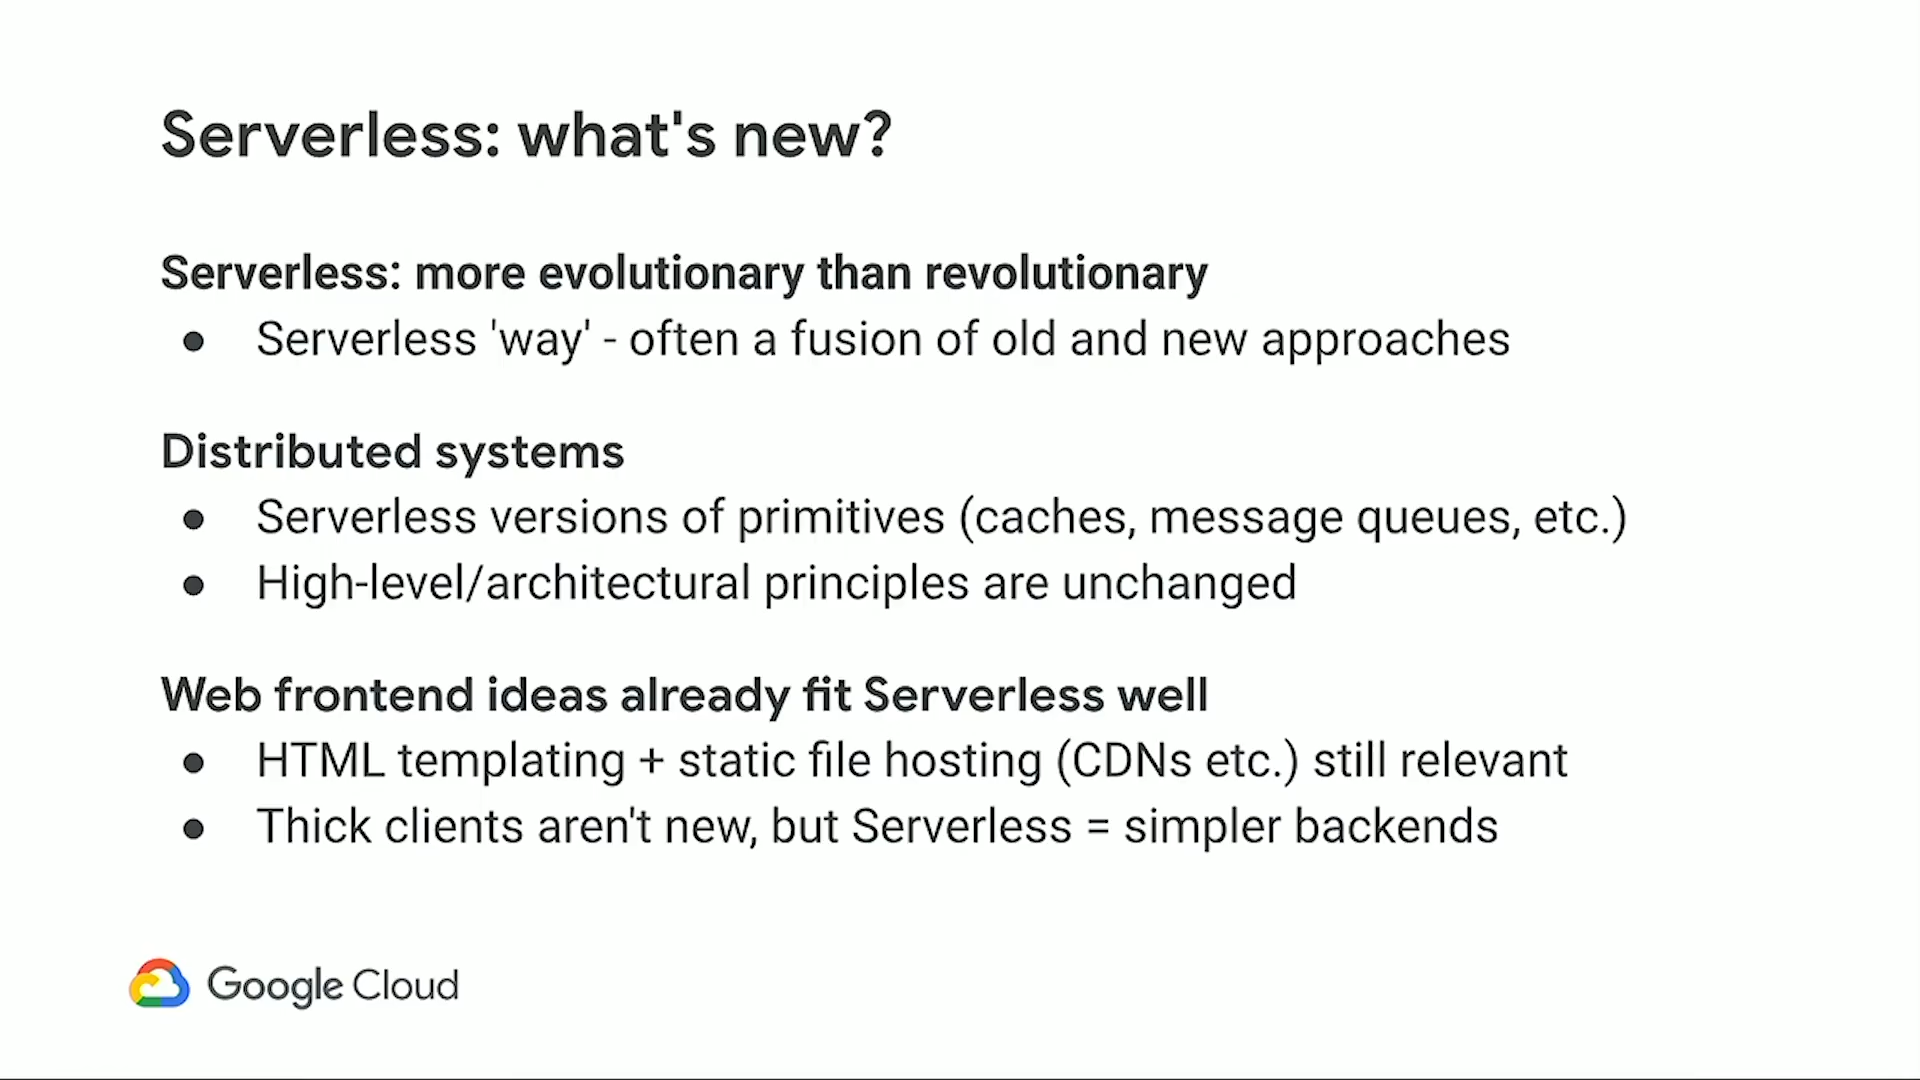 Serverless: what's new?
Serverless: more evolutionary than revolutionary
● Serverless 'way' - often a fusion of old and new approaches
Distributed systems
● Serverless versions of primitives (caches, message queues, etc.)
● High-level/architectural principles are unchanged
Web frontend ideas already fit Serverless well
● HTML templating + static file hosting (CDNs etc.) still relevant
● Thick clients aren't new, but Serverless = simpler backends
Google Cloud